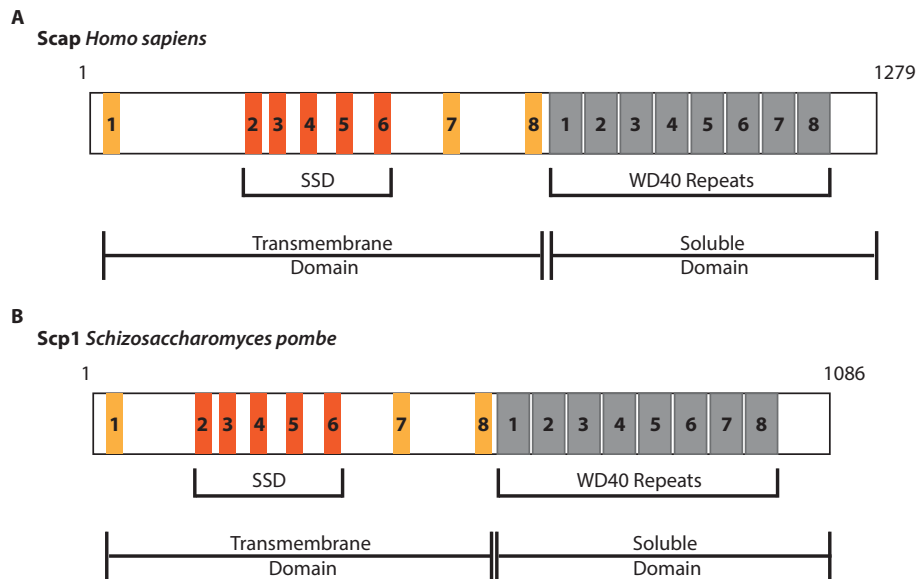 A
Scap Homo sapiens
1 1279
1 2 3 4 5 6 7 8 1 2 3 4 5 6 7 8
SSD WD40 Repeats
Transmembrane Soluble
Domain Domain
B
Scp1 Schizosaccharomyces pombe
1 1086
1 2 3 4 5 6 7 8 1 2 3 4 5 6 7 8
SSD WD40 Repeats
Transmembrane Soluble
Domain Domain